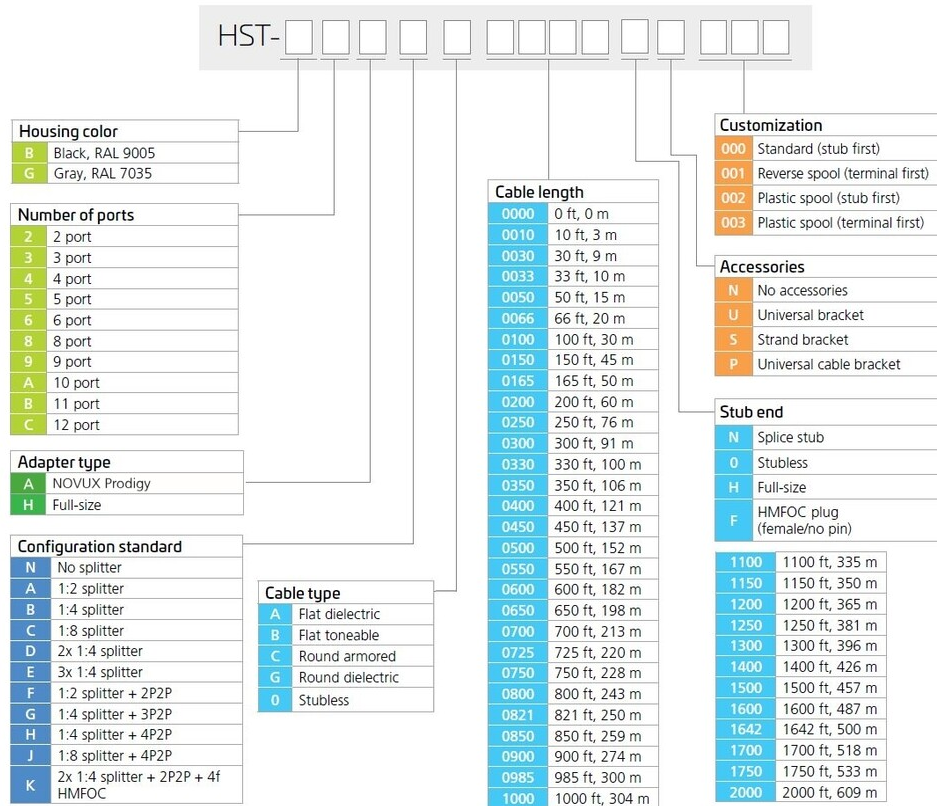 HST-
Housing color
B Black, RAL 9005
G Gray, RAL 7035
Number of ports
2 2 port
3 3 port
4 4 port
5 5 port
6 6 port
8 8 port
9 9 port
A 10 port
B 11 port
C 12 port
Adapter type
A NOVUX Prodigy
H Full-size
Configuration standard
N No splitter
A 1:2 splitter
B 1:4 splitter
C 1:8 splitter
D 2x 1:4 splitter
E 3x 1:4 splitter
F 1:2 splitter + 2P2P
G 1:4 splitter + 3P2P
H 1:4 splitter + 4P2P
J 1:8 splitter + 4P2P
K 2x 1:4 splitter + 2P2P + 4f
HMFOC
Cable type
A Flat dielectric
B Flat toneable
C Round armored
G Round dielectric
0 Stubless
Cable length
0000 0 ft, 0 m
0010 10 ft, 3 m
0030 30 ft, 9 m
0033 33 ft, 10 m
0050 50 ft, 15 m
0066 66 ft, 20 m
0100 100 ft, 30 m
0150 150 ft, 45 m
0165 165 ft, 50 m
0200 200 ft, 60 m
0250 250 ft, 76 m
0300 300 ft, 91 m
0330 330 ft, 100 m
0350 350 ft, 106 m
0400 400 ft, 121 m
0450 450 ft, 137 m
0500 500 ft, 152 m
0550 550 ft, 167 m
0600 600 ft, 182 m
0650 650 ft, 198 m
0700 700 ft, 213 m
0725 725 ft, 220 m
0750 750 ft, 228 m
0800 800 ft, 243 m
0821 821 ft, 250 m
0850 850 ft, 259 m
0900 900 ft, 274 m
0985 985 ft, 300 m
1000 1000 ft, 304 m
Customization
000 Standard (stub first)
001 Reverse spool (terminal first)
002 Plastic spool (stub first)
003 Plastic spool (terminal first)
Accessories
N No accessories
U Universal bracket
S Strand bracket
P Universal cable bracket
Stub end
N Splice stub
0 Stubless
H Full-size
F HMFOC plug
(female/no pin)
1100 1100 ft, 335 m
1150 1150 ft, 350 m
1200 1200 ft, 365 m
1250 1250 ft, 381 m
1300 1300 ft, 396 m
1400 1400 ft, 426 m
1500 1500 ft, 457 m
1600 1600 ft, 487 m
1642 1642 ft, 500 m
1700 1700 ft, 518 m
1750 1750 ft, 533 m
2000 2000 ft, 609 m